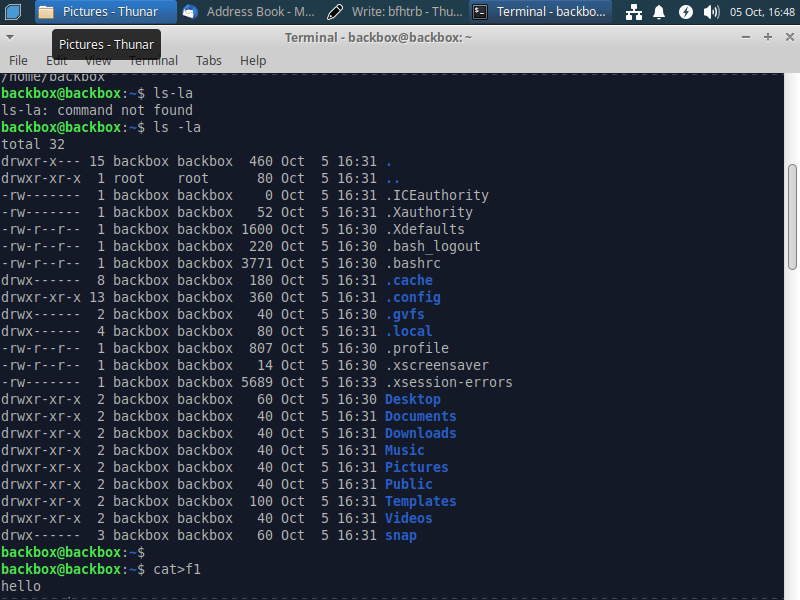 Pictures - Thunar
Address Book - M...
Write: bfhtrb - Thu...
Terminal - backbo...
05 Oct, 16:48
Terminal - backbox@backbox: ~
Pictures - Thunar
File Edit View Terminal Tabs Help
/home/backbox
backbox@backbox:~$ ls-la
ls-la: command not found
backbox@backbox:~$ ls -la
total 32
drwxr-x--- 15 backbox backbox  460 Oct  5 16:31 .
drwxr-xr-x  1 root    root      80 Oct  5 16:31 ..
-rw-------  1 backbox backbox    0 Oct  5 16:31 .ICEauthority
-rw-------  1 backbox backbox   52 Oct  5 16:31 .Xauthority
-rw-r--r--  1 backbox backbox 1600 Oct  5 16:30 .Xdefaults
-rw-r--r--  1 backbox backbox  220 Oct  5 16:30 .bash_logout
-rw-r--r--  1 backbox backbox 3771 Oct  5 16:30 .bashrc
drwx------  8 backbox backbox  180 Oct  5 16:31 .cache
drwxr-xr-x 13 backbox backbox  360 Oct  5 16:31 .config
drwx------  2 backbox backbox   40 Oct  5 16:30 .gvfs
drwx------  4 backbox backbox   80 Oct  5 16:31 .local
-rw-r--r--  1 backbox backbox  807 Oct  5 16:30 .profile
-rw-r--r--  1 backbox backbox   14 Oct  5 16:30 .xscreensaver
-rw-------  1 backbox backbox 5689 Oct  5 16:33 .xsession-errors
drwxr-xr-x  2 backbox backbox   60 Oct  5 16:30 Desktop
drwxr-xr-x  2 backbox backbox   40 Oct  5 16:31 Documents
drwxr-xr-x  2 backbox backbox   40 Oct  5 16:31 Downloads
drwxr-xr-x  2 backbox backbox   40 Oct  5 16:31 Music
drwxr-xr-x  2 backbox backbox   40 Oct  5 16:31 Pictures
drwxr-xr-x  2 backbox backbox   40 Oct  5 16:31 Public
drwxr-xr-x  2 backbox backbox  100 Oct  5 16:31 Templates
drwxr-xr-x  2 backbox backbox   40 Oct  5 16:31 Videos
drwx------  3 backbox backbox   60 Oct  5 16:31 snap
backbox@backbox:~$
backbox@backbox:~$ cat>f1
hello